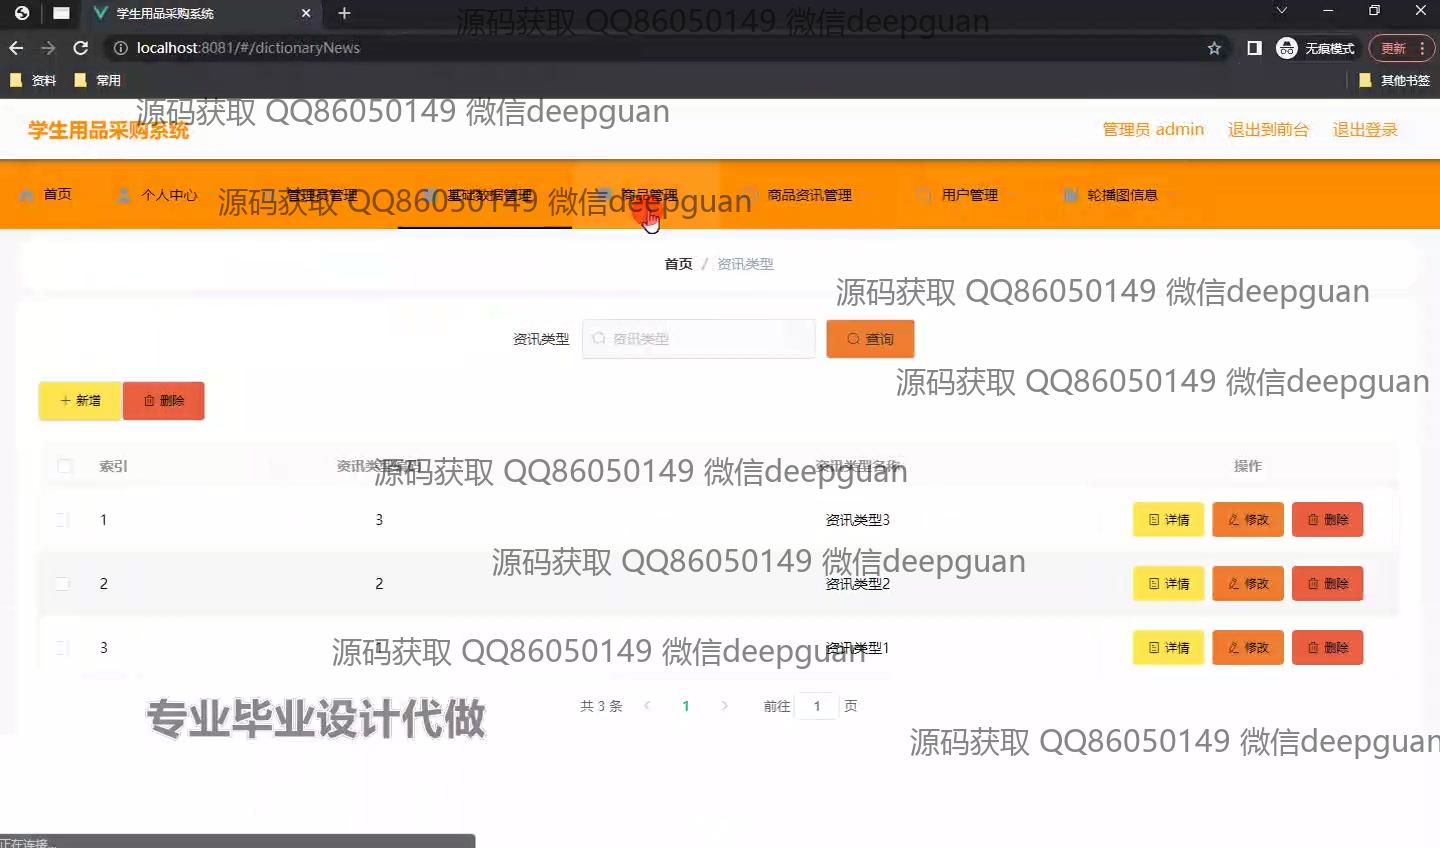 学生用品采购系统
源码获取 QQ86050149 微信deepguan
localhost:8081/#/dictionaryNews
无痕模式
更新
资料
常用
其他书签
源码获取 QQ86050149 微信deepguan
学生用品采购系统
管理员 admin
退出到前台
退出登录
首页
个人中心
管理员管理
基础数据管理
商品管理
商品资讯管理
用户管理
轮播图信息
源码获取 QQ86050149 微信deepguan
首页 / 资讯类型
源码获取 QQ86050149 微信deepguan
资讯类型
资讯类型
查询
源码获取 QQ86050149 微信deepguan
新增
删除
索引
资讯类型编码
资讯类型名称
操作
源码获取 QQ86050149 微信deepguan
1
3
资讯类型3
详情
修改
删除
源码获取 QQ86050149 微信deepguan
2
2
资讯类型2
详情
修改
删除
源码获取 QQ86050149 微信deepguan
3
1
资讯类型1
详情
修改
删除
专业毕业设计代做
共 3 条
1
前往
1
页
源码获取 QQ86050149 微信deepguan
正在连接...